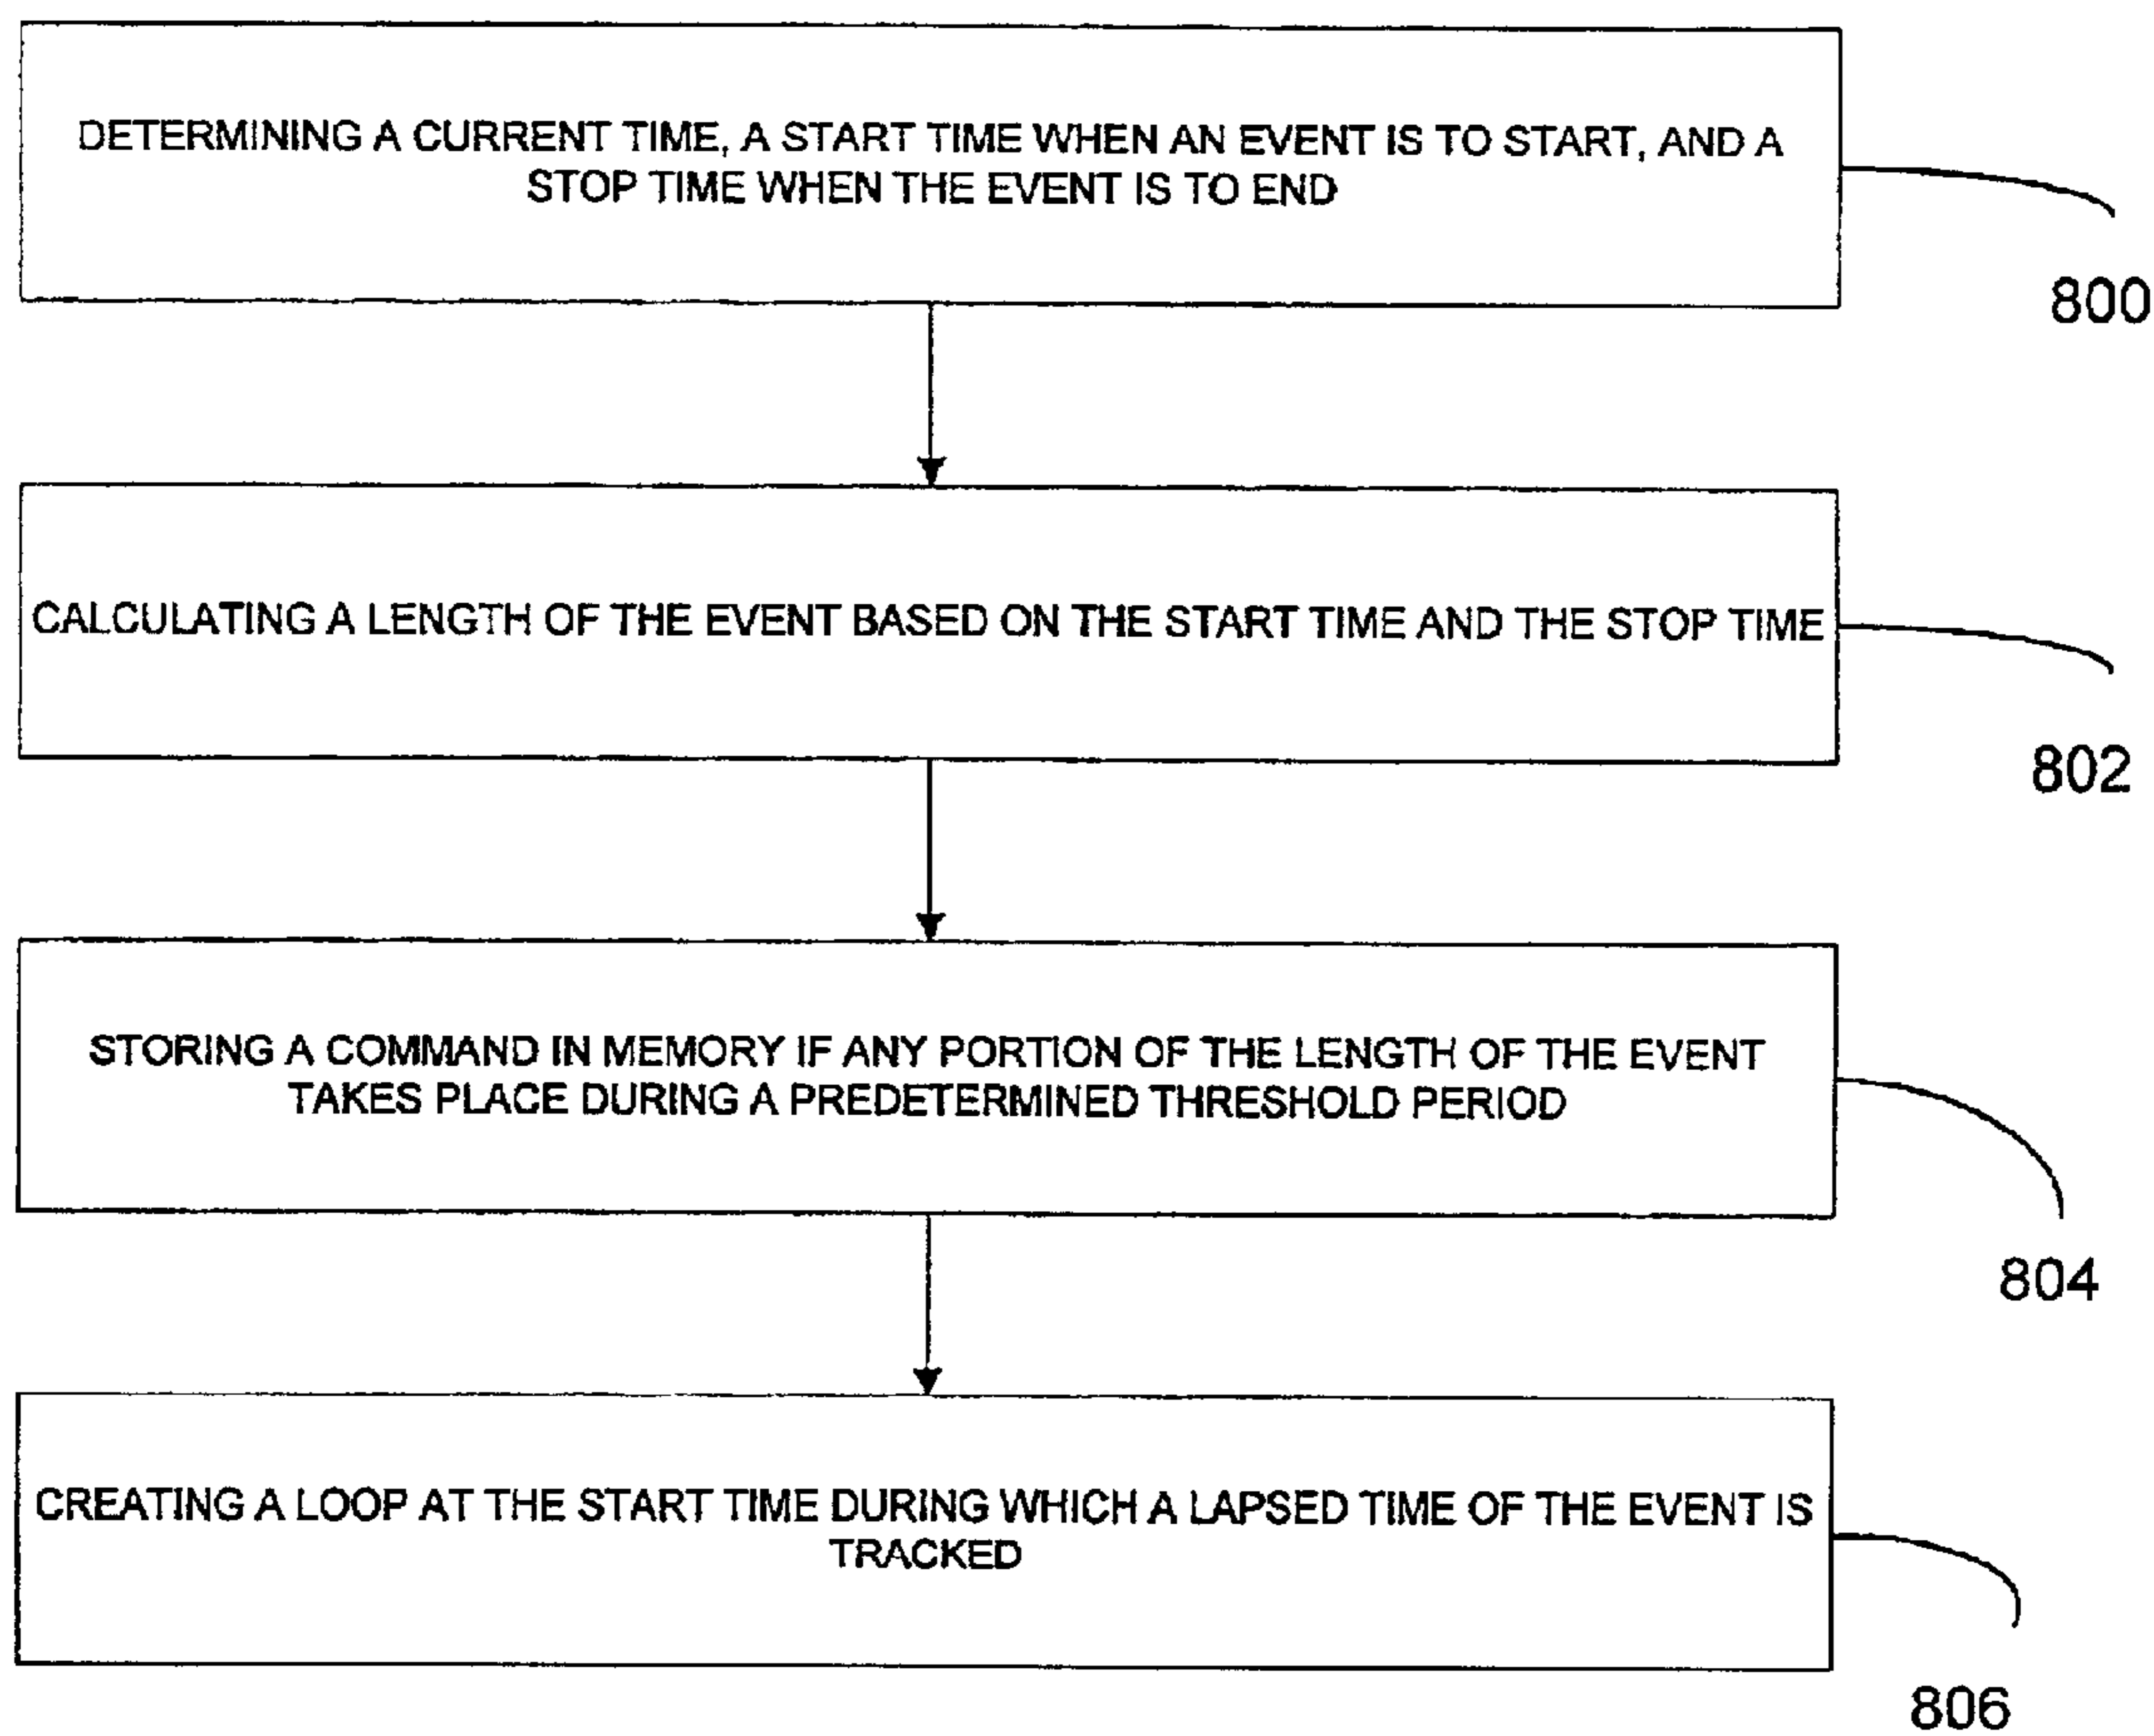 DETERMINING A CURRENT TIME, A START TIME WHEN AN EVENT IS TO START, AND A
STOP TIME WHEN THE EVENT IS TO END
800
CALCULATING A LENGTH OF THE EVENT BASED ON THE START TIME AND THE STOP TIME
802
STORING A COMMAND IN MEMORY IF ANY PORTION OF THE LENGTH OF THE EVENT
TAKES PLACE DURING A PREDETERMINED THRESHOLD PERIOD
804
CREATING A LOOP AT THE START TIME DURING WHICH A LAPSED TIME OF THE EVENT IS
TRACKED
806